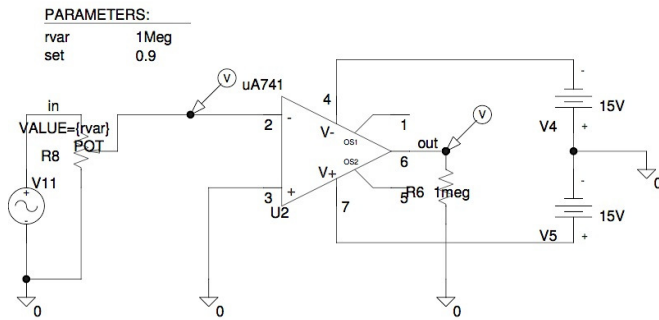 PARAMETERS:
rvar 1Meg
set 0.9
V
V
uA741
in
4
15V
VALUE={rvar}
2
-
V-
OS1
1
V4
+
POT
out
R8
OS2
6
V11
V+
+
3
+
R6 1meg
5
-
0
-
U2
7
15V
V5
+
0
0
0